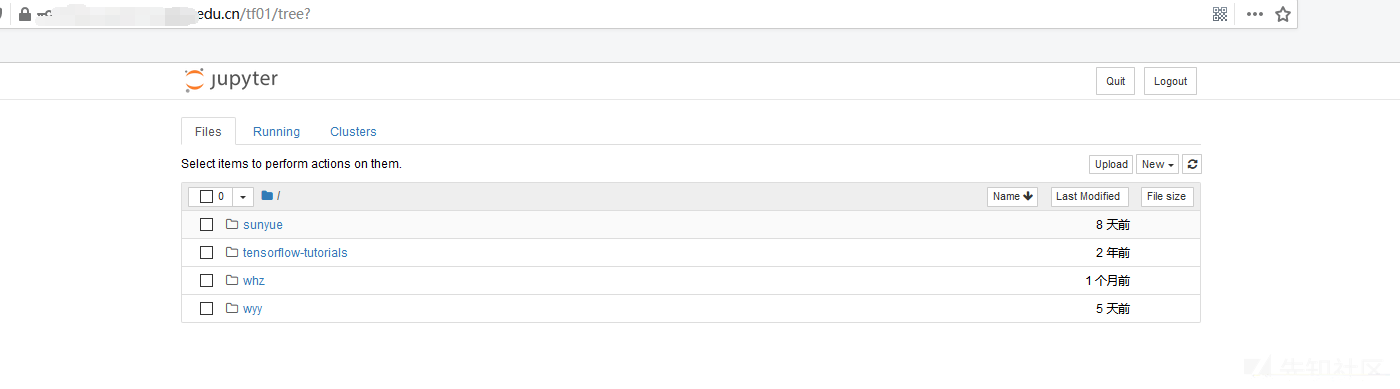 edu.cn/tf01/tree?
jupyter
Quit Logout
Files Running Clusters
Select items to perform actions on them.
Upload New
0 / Name Last Modified File size
sunyue 8 天前
tensorflow-tutorials 2 年前
whz 1 个月前
wyy 5 天前
先知社区